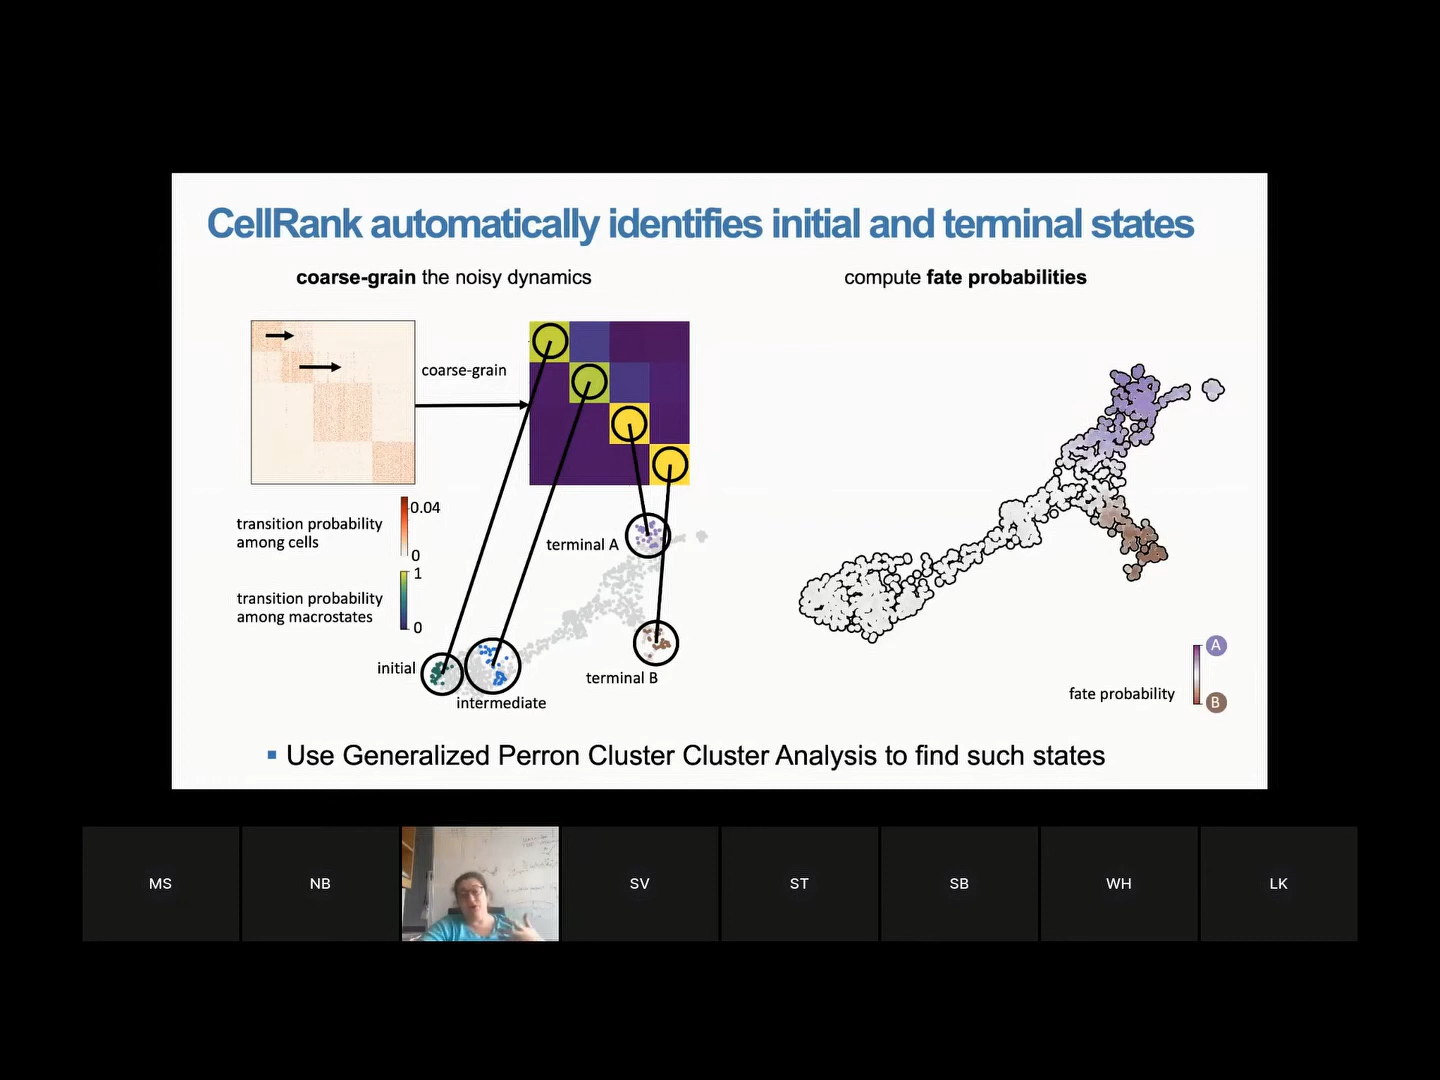 CellRank automatically identifies initial and terminal states
coarse-grain the noisy dynamics
compute fate probabilities
coarse-grain
transition probability
among cells
0.04
0
transition probability
among macrostates
1
0
terminal A
initial
intermediate
terminal B
fate probability
A
B
Use Generalized Perron Cluster Cluster Analysis to find such states
MS
NB
SV
ST
SB
WH
LK